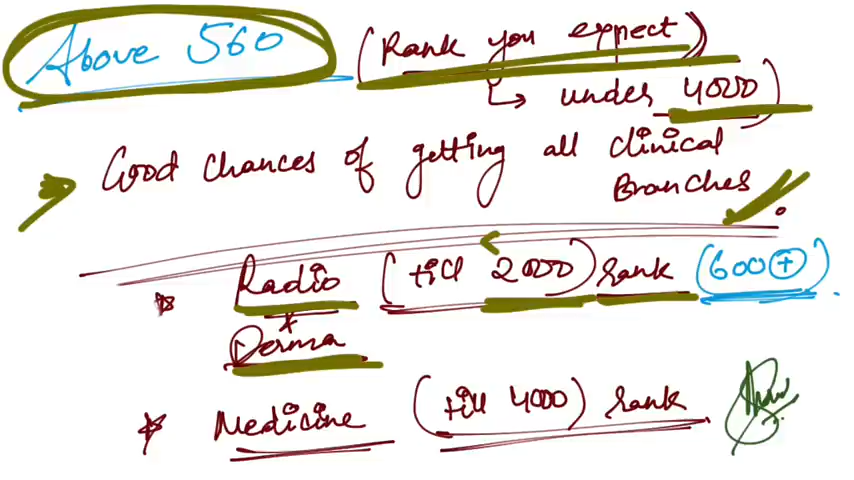 Above 560 (Rank you expect)
↳ under 4000)
Good chances of getting all clinical
Branches.
* Radio (till 2000) rank (600+)
Derma
* Medicine (till 4000) rank